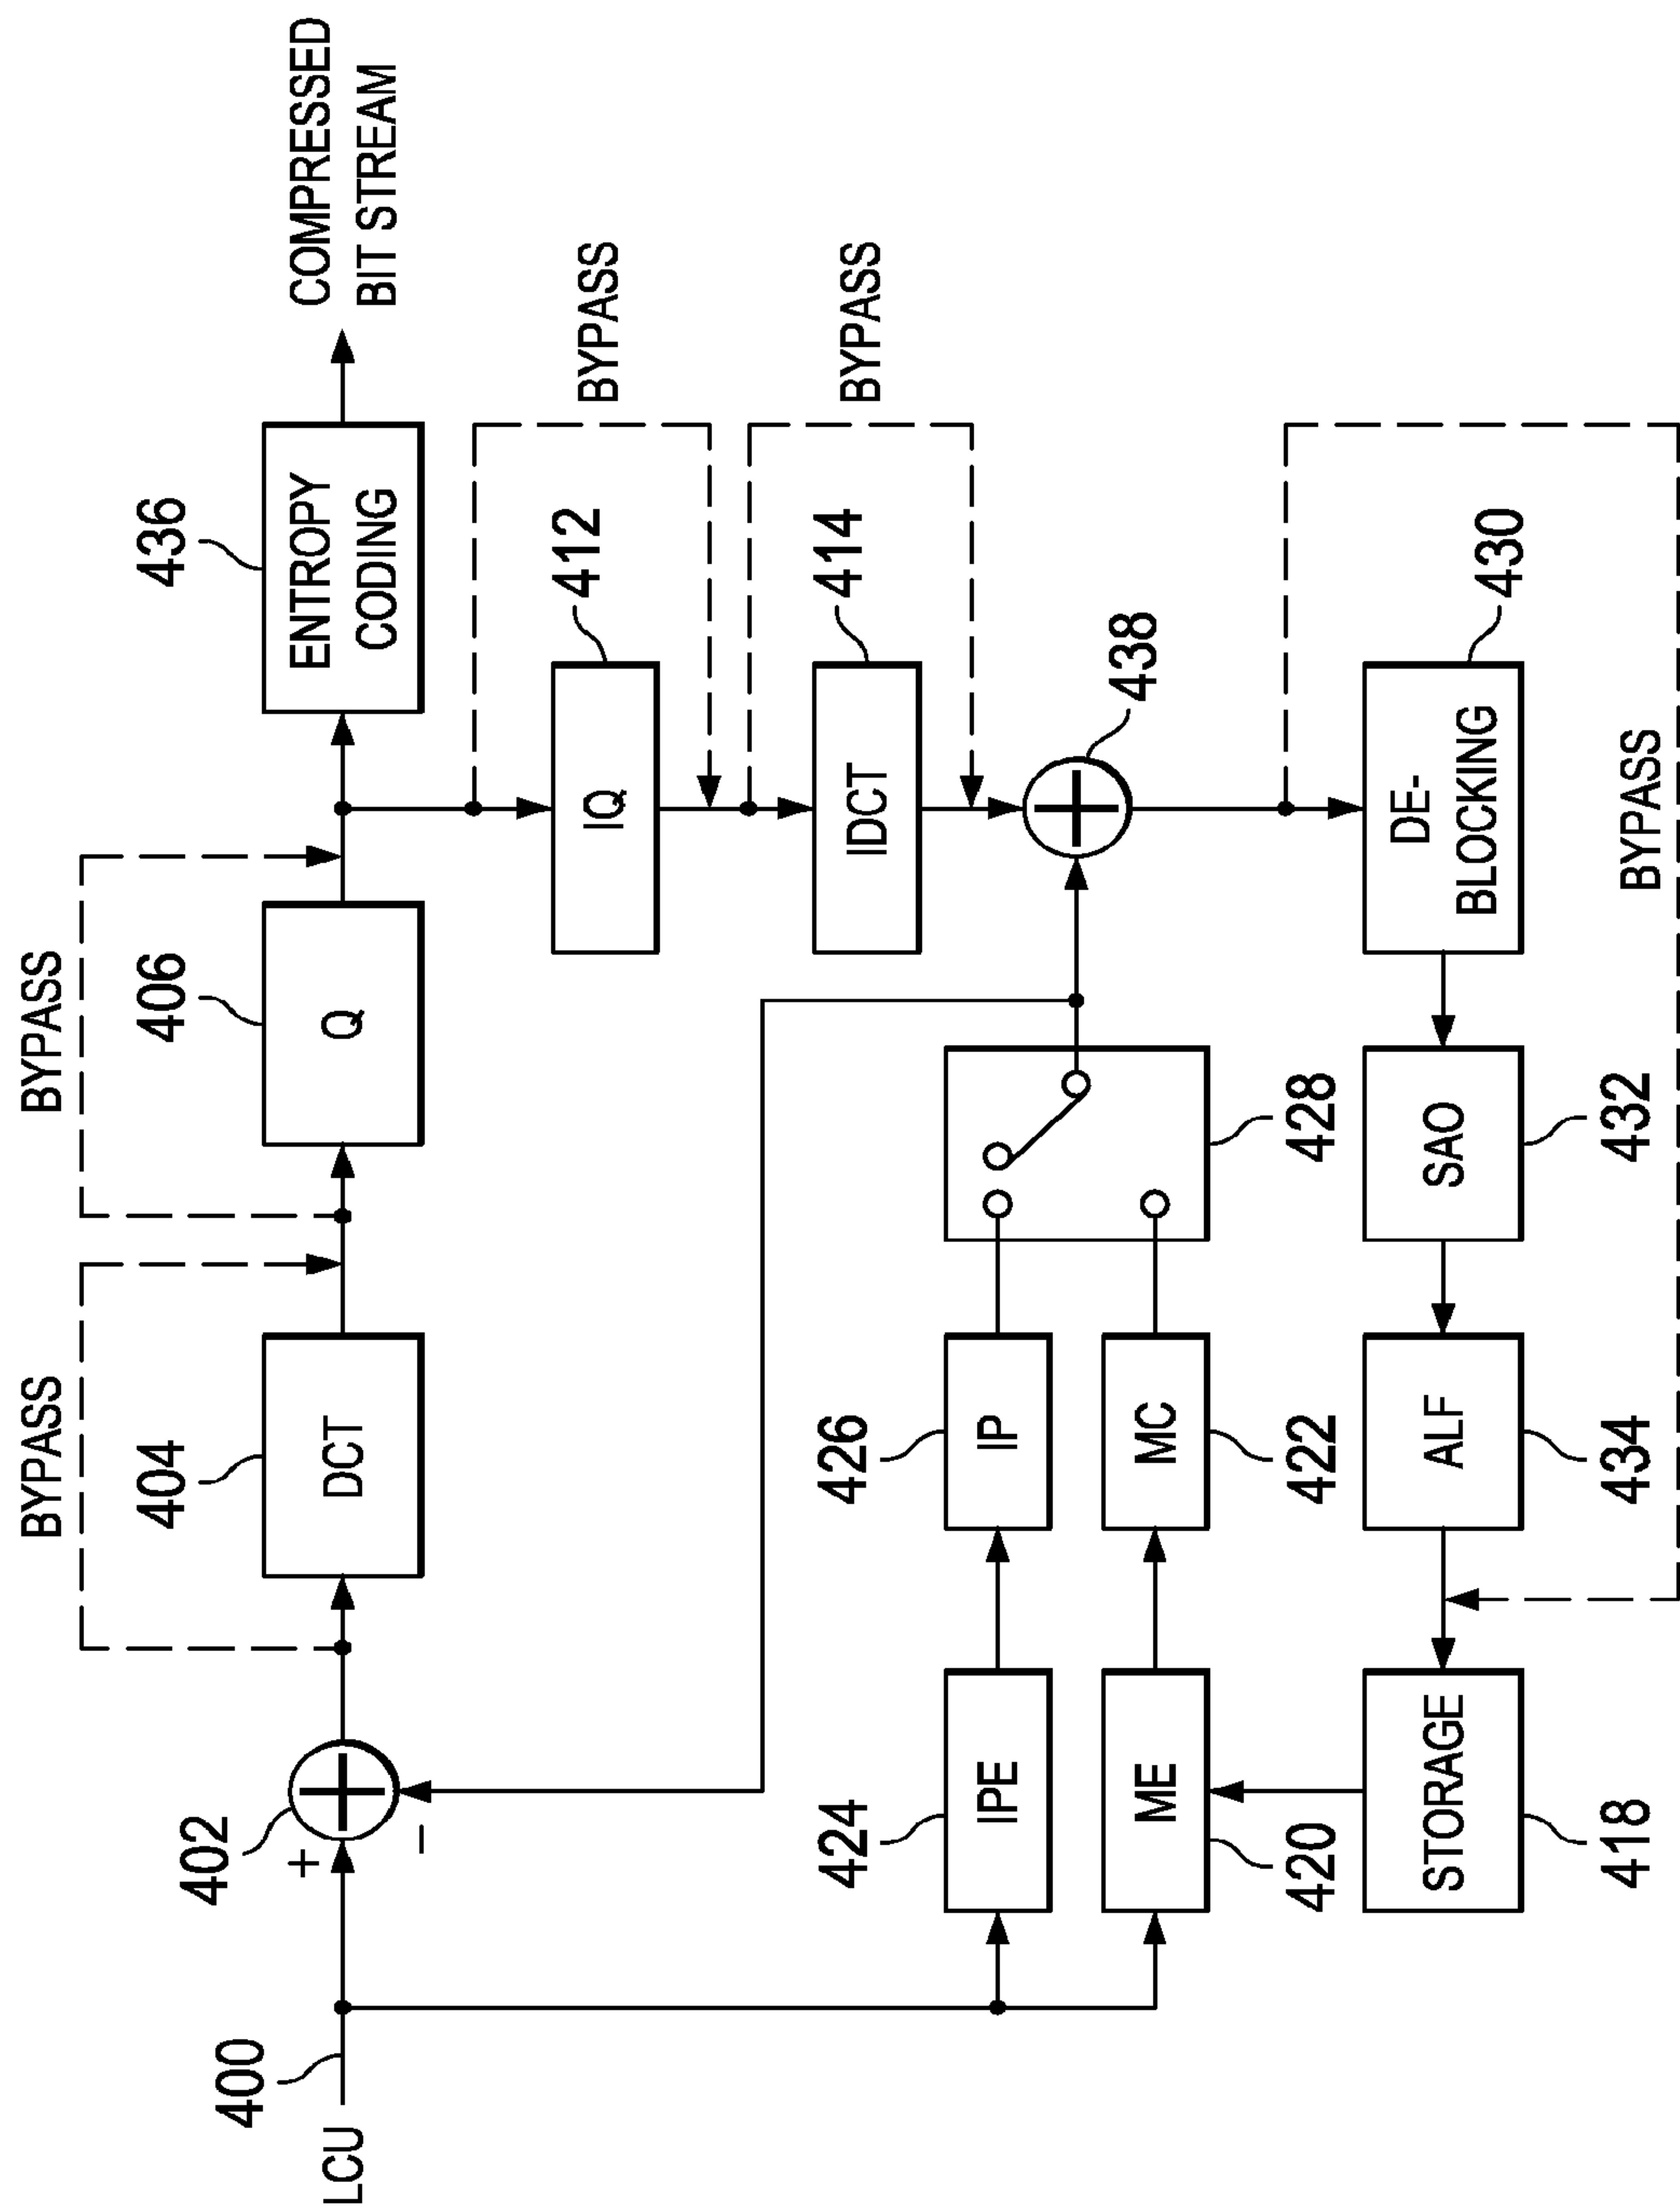 BYPASS
BYPASS
402
404
406
436
+
-
DCT
Q
ENTROPY
CODING
COMPRESSED
BIT STREAM
400
LCU
412
IQ
BYPASS
414
IDCT
BYPASS
424
IPE
426
IP
428
438
420
ME
422
MC
STORAGE
ALF
SAO
DE-
BLOCKING
430
418
434
432
BYPASS